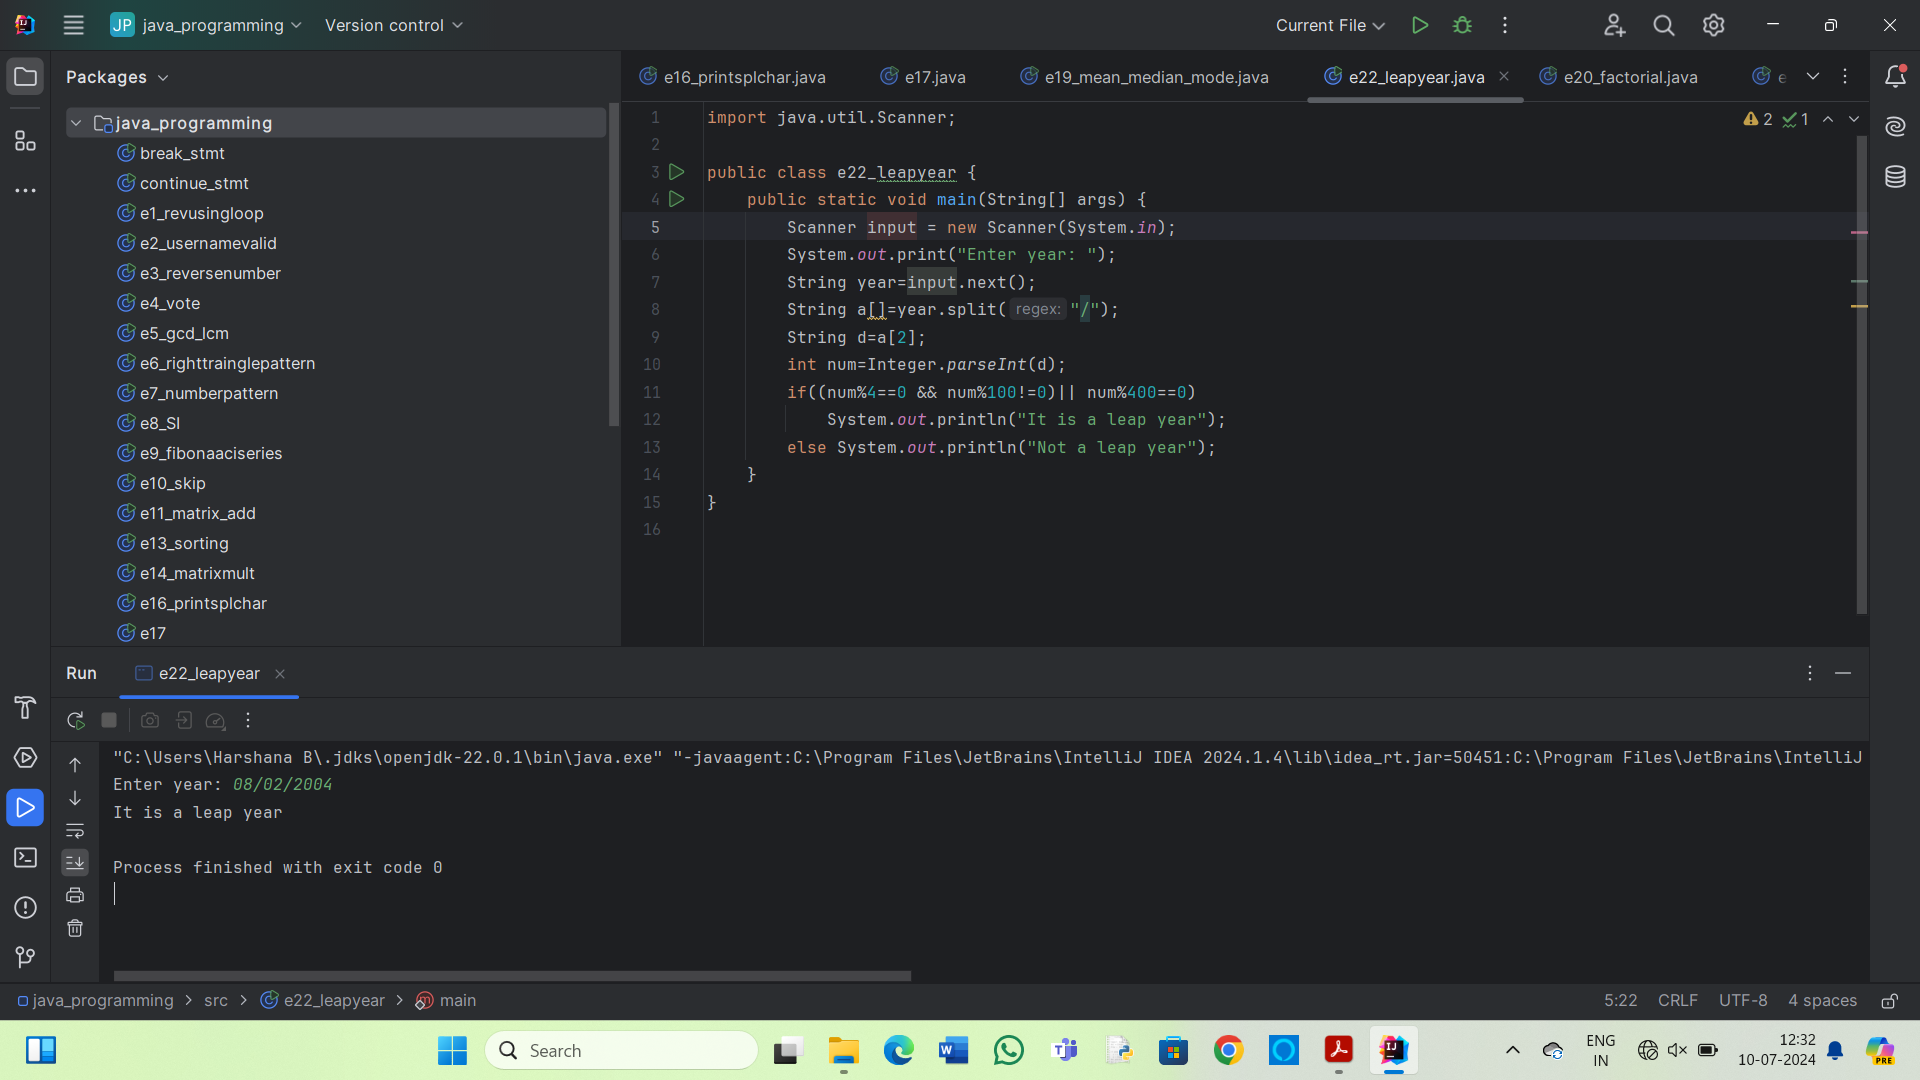 JP java_programming Version control Current File
Packages
e16_printsplchar.java e17.java e19_mean_median_mode.java e22_leapyear.java e20_factorial.java e
java_programming
break_stmt
continue_stmt
e1_revusingloop
e2_usernamevalid
e3_reversenumber
e4_vote
e5_gcd_lcm
e6_righttrainglepattern
e7_numberpattern
e8_SI
e9_fibonaaciseries
e10_skip
e11_matrix_add
e13_sorting
e14_matrixmult
e16_printsplchar
e17
2 1
1 import java.util.Scanner;
2
3 public class e22_leapyear {
4 public static void main(String[] args) {
5 Scanner input = new Scanner(System.in);
6 System.out.print("Enter year: ");
7 String year=input.next();
8 String a[]=year.split( regex: "/");
9 String d=a[2];
10 int num=Integer.parseInt(d);
11 if((num%4==0 && num%100!=0)|| num%400==0)
12 System.out.println("It is a leap year");
13 else System.out.println("Not a leap year");
14 }
15 }
16
Run e22_leapyear
"C:\Users\Harshana B\.jdks\openjdk-22.0.1\bin\java.exe" "-javaagent:C:\Program Files\JetBrains\IntelliJ IDEA 2024.1.4\lib\idea_rt.jar=50451:C:\Program Files\JetBrains\IntelliJ
Enter year: 08/02/2004
It is a leap year
Process finished with exit code 0
java_programming > src > e22_leapyear > main 5:22 CRLF UTF-8 4 spaces
Search
ENG
IN
12:32
10-07-2024
PRE